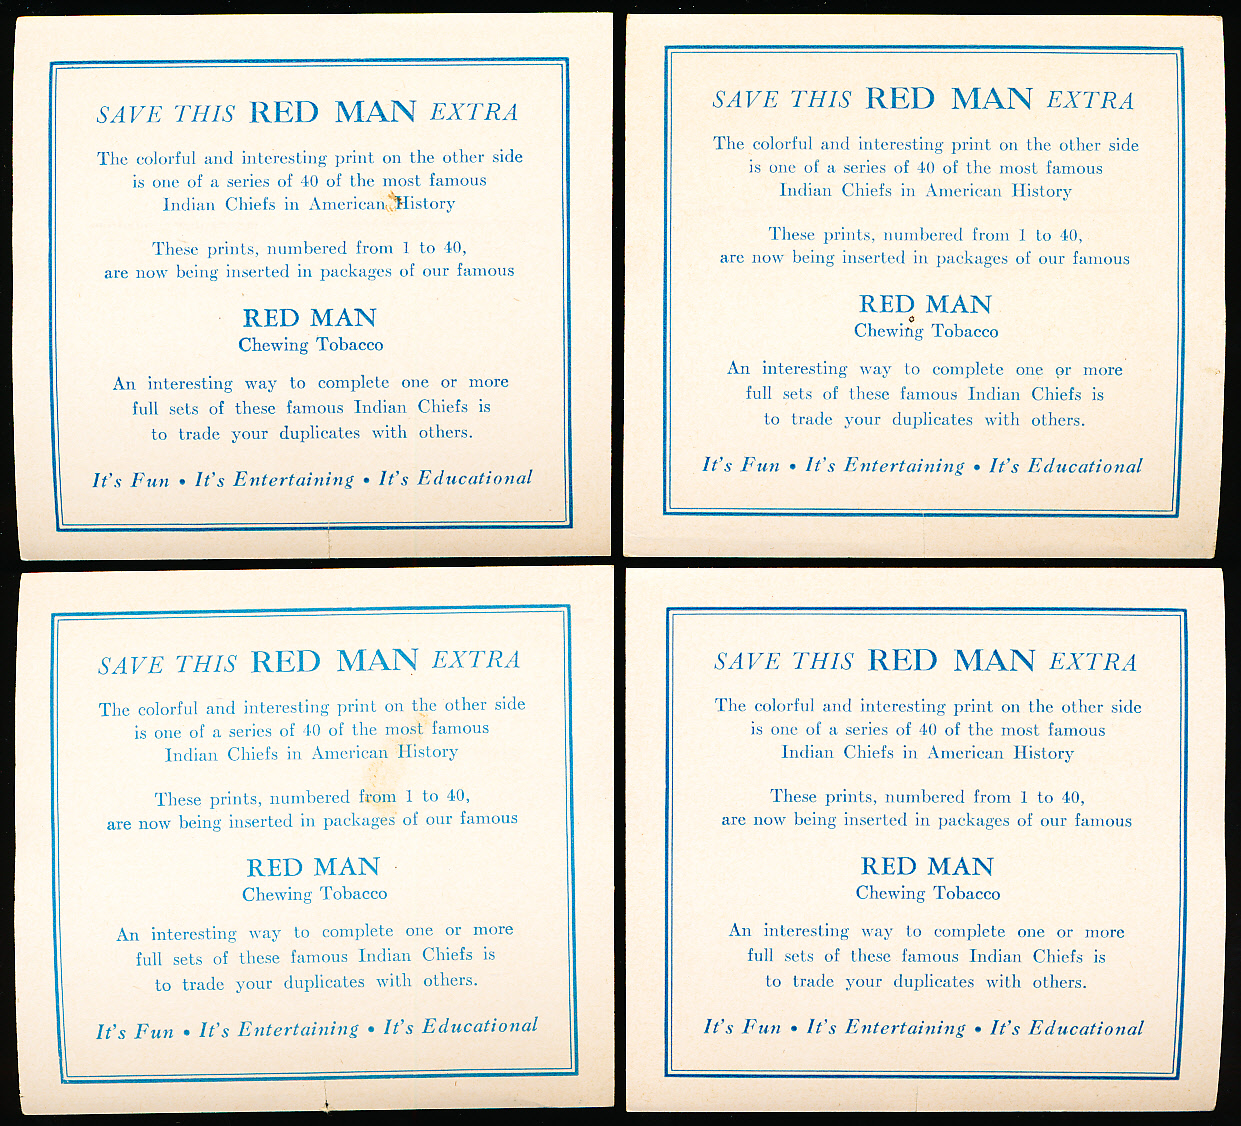 SAVE THIS RED MAN EXTRA
The colorful and interesting print on the other side
is one of a series of 40 of the most famous
Indian Chiefs in American History
These prints, numbered from 1 to 40,
are now being inserted in packages of our famous
RED MAN
Chewing Tobacco
An interesting way to complete one or more
full sets of these famous Indian Chiefs is
to trade your duplicates with others.
It's Fun • It's Entertaining • It's Educational
SAVE THIS RED MAN EXTRA
The colorful and interesting print on the other side
is one of a series of 40 of the most famous
Indian Chiefs in American History
These prints, numbered from 1 to 40,
are now being inserted in packages of our famous
RED MAN
Chewing Tobacco
An interesting way to complete one or more
full sets of these famous Indian Chiefs is
to trade your duplicates with others.
It's Fun • It's Entertaining • It's Educational
SAVE THIS RED MAN EXTRA
The colorful and interesting print on the other side
is one of a series of 40 of the most famous
Indian Chiefs in American History
These prints, numbered from 1 to 40,
are now being inserted in packages of our famous
RED MAN
Chewing Tobacco
An interesting way to complete one or more
full sets of these famous Indian Chiefs is
to trade your duplicates with others.
It's Fun • It's Entertaining • It's Educational
SAVE THIS RED MAN EXTRA
The colorful and interesting print on the other side
is one of a series of 40 of the most famous
Indian Chiefs in American History
These prints, numbered from 1 to 40,
are now being inserted in packages of our famous
RED MAN
Chewing Tobacco
An interesting way to complete one or more
full sets of these famous Indian Chiefs is
to trade your duplicates with others.
It's Fun • It's Entertaining • It's Educational